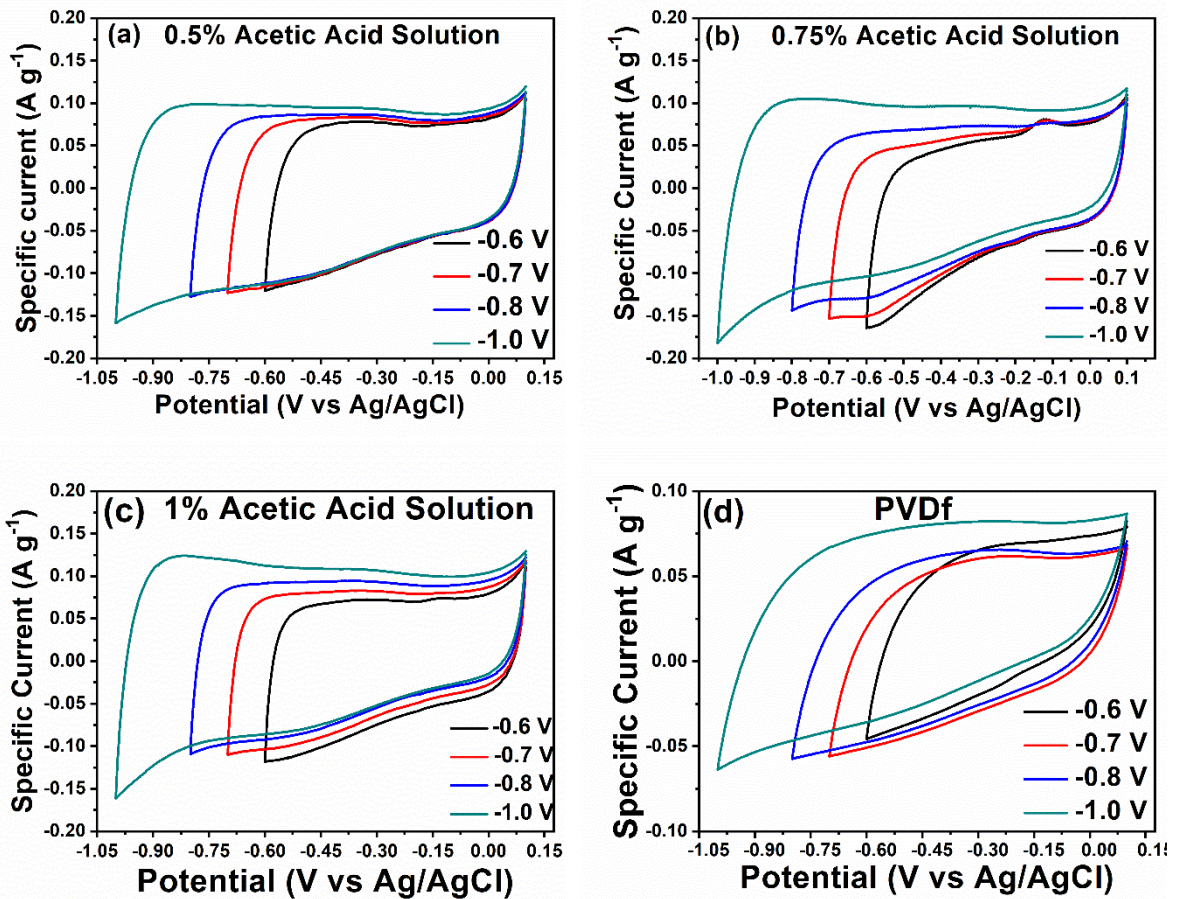 (a) 0.5% Acetic Acid Solution
Specific current (A g-1)
0.20
0.15
0.10
0.05
0.00
-0.05
-0.10
-0.15
-0.20
-0.6 V
-0.7 V
-0.8 V
-1.0 V
-1.05 -0.90 -0.75 -0.60 -0.45 -0.30 -0.15 0.00 0.15
Potential (V vs Ag/AgCl)
(b) 0.75% Acetic Acid Solution
Specific Current (A g-1)
0.20
0.15
0.10
0.05
0.00
-0.05
-0.10
-0.15
-0.20
-0.6 V
-0.7 V
-0.8 V
-1.0 V
-1.0 -0.9 -0.8 -0.7 -0.6 -0.5 -0.4 -0.3 -0.2 -0.1 0.0 0.1
Potential (V vs Ag/AgCl)
(c) 1% Acetic Acid Solution
Specific Current (A g-1)
0.20
0.15
0.10
0.05
0.00
-0.05
-0.10
-0.15
-0.20
-0.6 V
-0.7 V
-0.8 V
-1.0 V
-1.05 -0.90 -0.75 -0.60 -0.45 -0.30 -0.15 0.00 0.15
Potential (V vs Ag/AgCl)
(d) PVDf
Specific Current (A g-1)
0.10
0.05
0.00
-0.05
-0.10
-0.6 V
-0.7 V
-0.8 V
-1.0 V
-1.05 -0.90 -0.75 -0.60 -0.45 -0.30 -0.15 0.00 0.15
Potential (V vs Ag/AgCl)